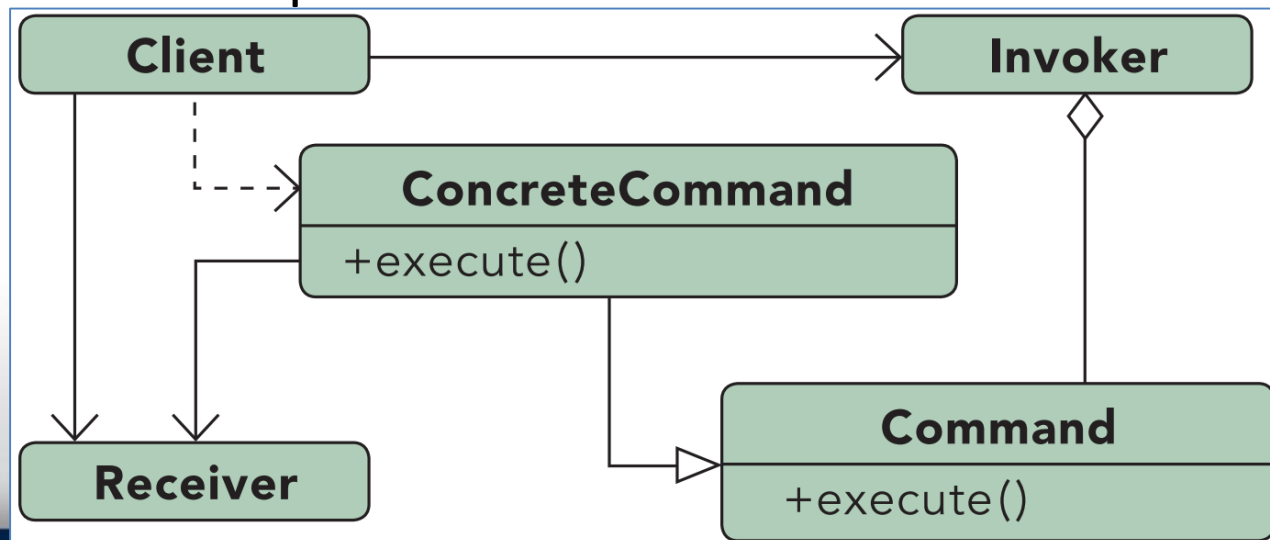 Client
Invoker
ConcreteCommand
+execute()
Command
+execute()
Receiver